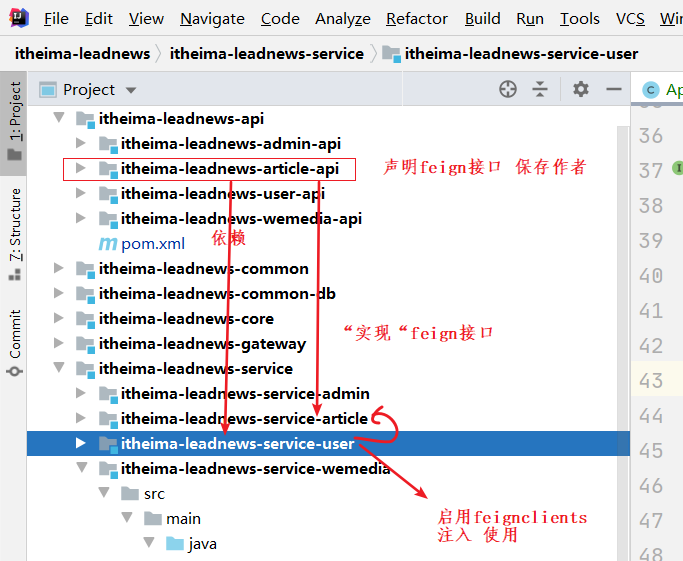 File Edit View Navigate Code Analyze Refactor Build Run Tools VCS
itheima-leadnews itheima-leadnews-service itheima-leadnews-service-user
1: Project
7: Structure
Commit
Project
itheima-leadnews-api
itheima-leadnews-admin-api
itheima-leadnews-article-api 声明feign接口 保存作者
itheima-leadnews-user-api
itheima-leadnews-wemedia-api
pom.xml 依赖
itheima-leadnews-common
itheima-leadnews-common-db
itheima-leadnews-core “实现“feign接口
itheima-leadnews-gateway
itheima-leadnews-service
itheima-leadnews-service-admin
itheima-leadnews-service-article
itheima-leadnews-service-user
itheima-leadnews-service-wemedia
src
main
java
启用feignclients
注入 使用
36
37
38
39
40
41
42
43
44
45
46
47